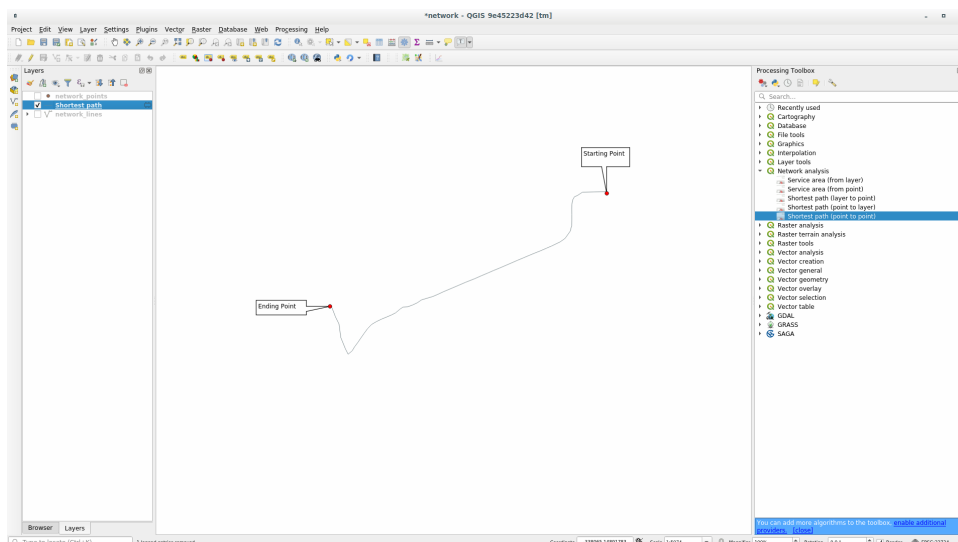 *network - QGIS 9e45223d42 [tm]
Project Edit View Layer Settings Plugins Vector Raster Database Web Processing Help
Layers
network_points
Shortest path
network_lines
Browser Layers
Starting Point
Ending Point
Processing Toolbox
Search...
Recently used
Cartography
Database
File tools
Graphics
Interpolation
Layer tools
Network analysis
Service area (from layer)
Service area (from point)
Shortest path (layer to point)
Shortest path (point to layer)
Shortest path (point to point)
Raster analysis
Raster terrain analysis
Raster tools
Vector analysis
Vector creation
Vector general
Vector geometry
Vector overlay
Vector selection
Vector table
GDAL
GRASS
SAGA
You can add more algorithms to the toolbox, enable additional
providers. [close]